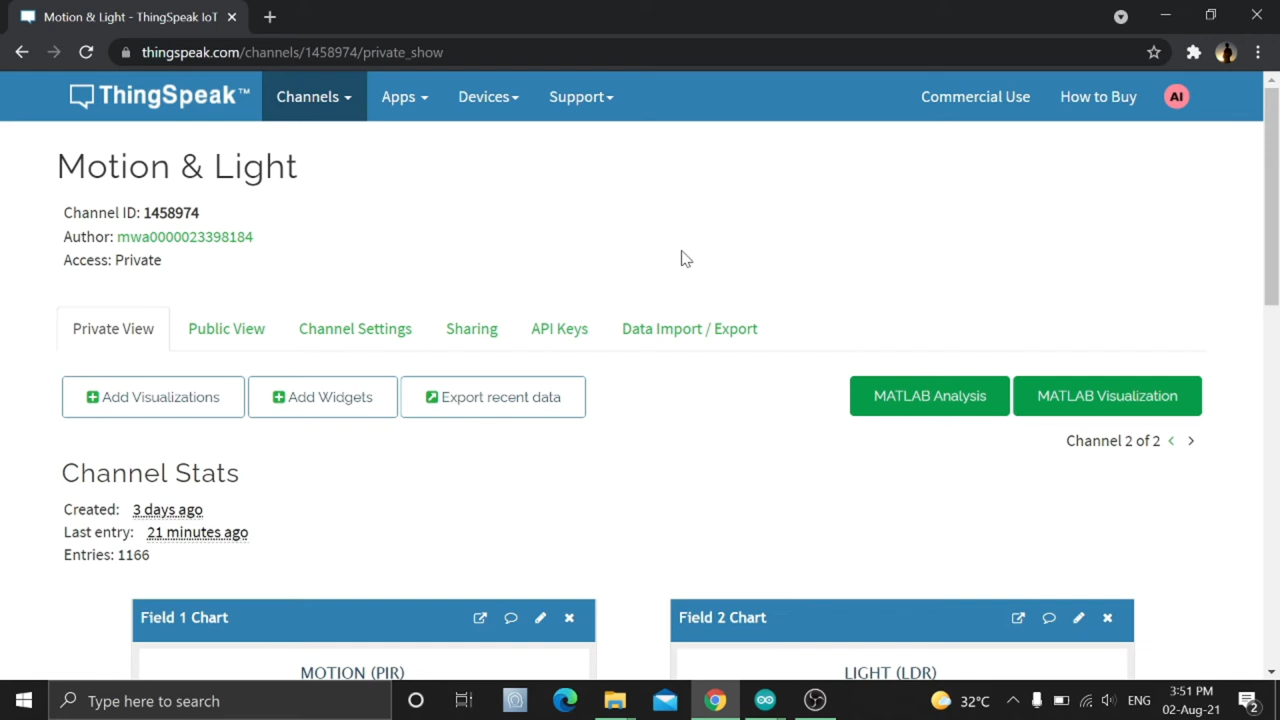 Motion & Light - ThingSpeak IoT
thingspeak.com/channels/1458974/private_show
ThingSpeak™ Channels Apps Devices Support Commercial Use How to Buy AI
Motion & Light
Channel ID: 1458974
Author: mwa0000023398184
Access: Private
Private View Public View Channel Settings Sharing API Keys Data Import / Export
Add Visualizations Add Widgets Export recent data MATLAB Analysis MATLAB Visualization
Channel 2 of 2
Channel Stats
Created: 3 days ago
Last entry: 21 minutes ago
Entries: 1166
Field 1 Chart Field 2 Chart
MOTION (PIR) LIGHT (LDR)
Type here to search 32°C ENG 3:51 PM
02-Aug-21 2